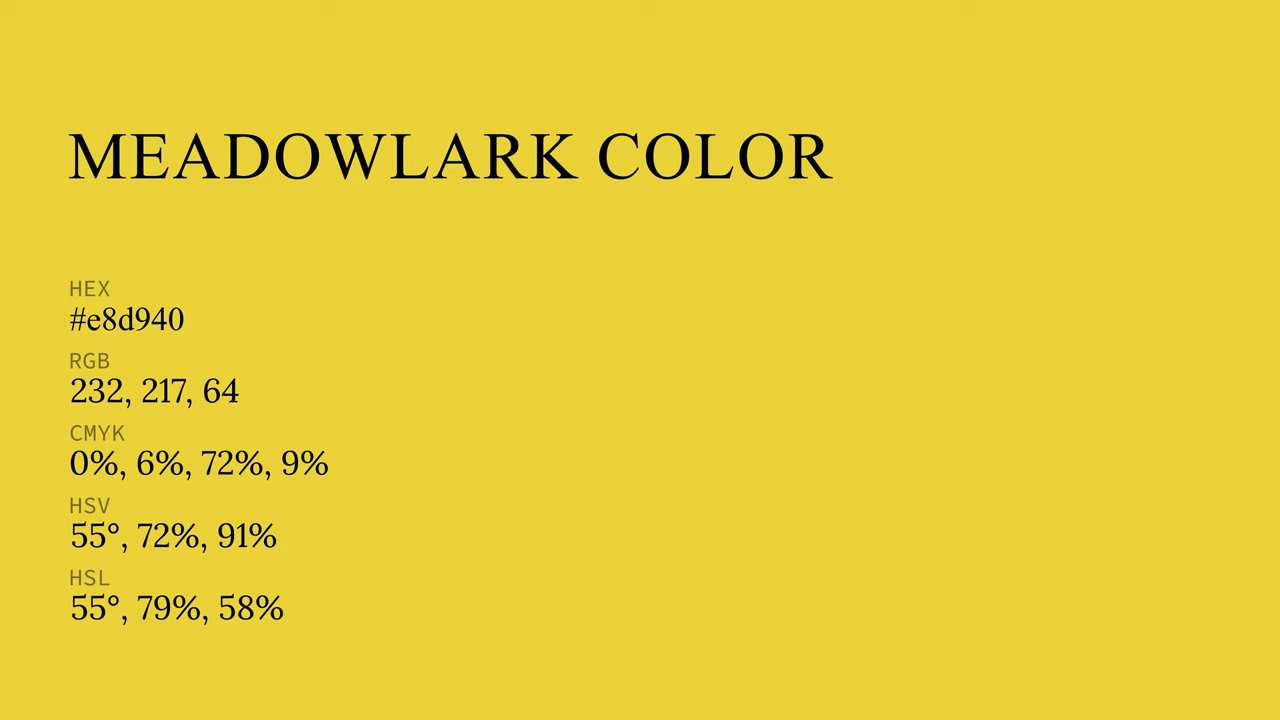 MEADOWLARK COLOR
HEX
#e8d940
RGB
232, 217, 64
CMYK
0%, 6%, 72%, 9%
HSV
55°, 72%, 91%
HSL
55°, 79%, 58%